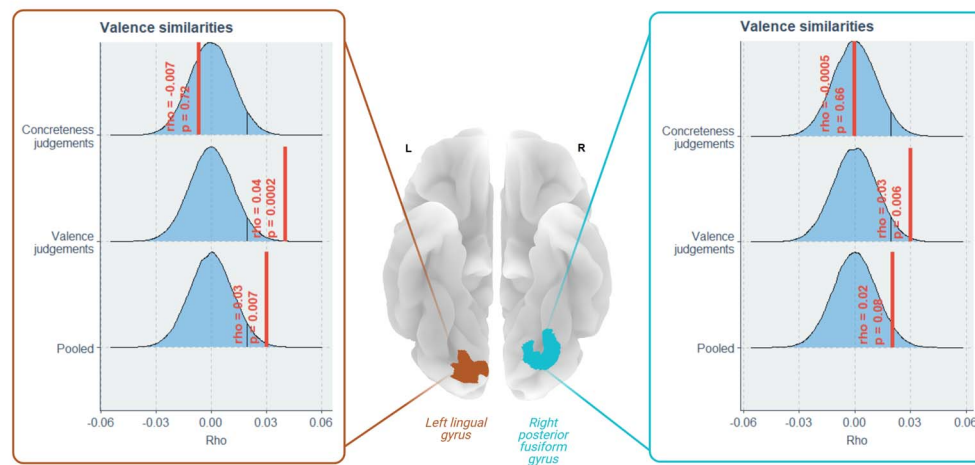 Valence similarities
rho = -0.007
p = 0.72
Concreteness
judgements
rho = 0.04
p = 0.0002
Valence
judgements
rho = 0.03
p = 0.007
Pooled
-0.06 -0.03 0.00 0.03 0.06
Rho
L
R
Left lingual
gyrus
Right
posterior
fusiform
gyrus
Valence similarities
rho = -0.0005
p = 0.66
Concreteness
judgements
rho = 0.03
p = 0.006
Valence
judgements
rho = 0.02
p = 0.08
Pooled
-0.06 -0.03 0.00 0.03 0.06
Rho